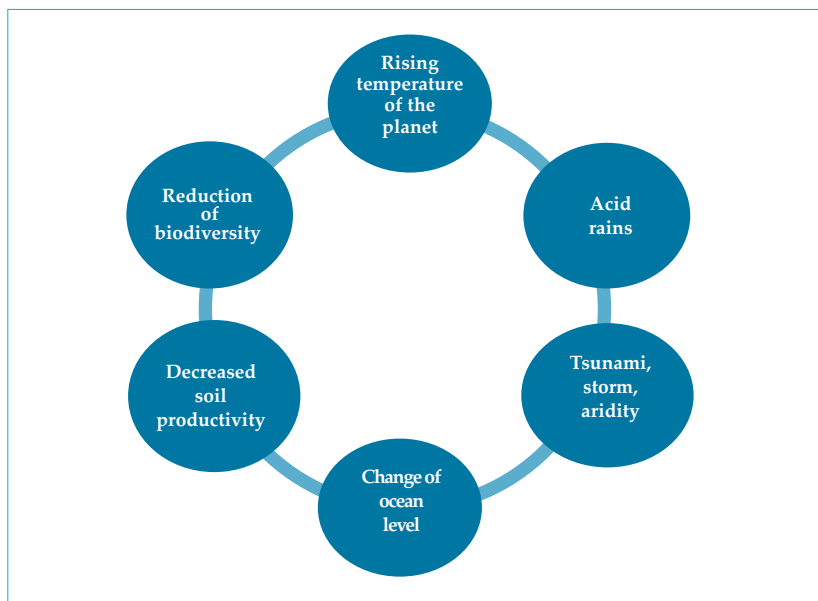 Rising
temperature
of the
planet
Acid
rains
Tsunami,
storm,
aridity
Change of
ocean
level
Decreased
soil
productivity
Reduction
of
biodiversity